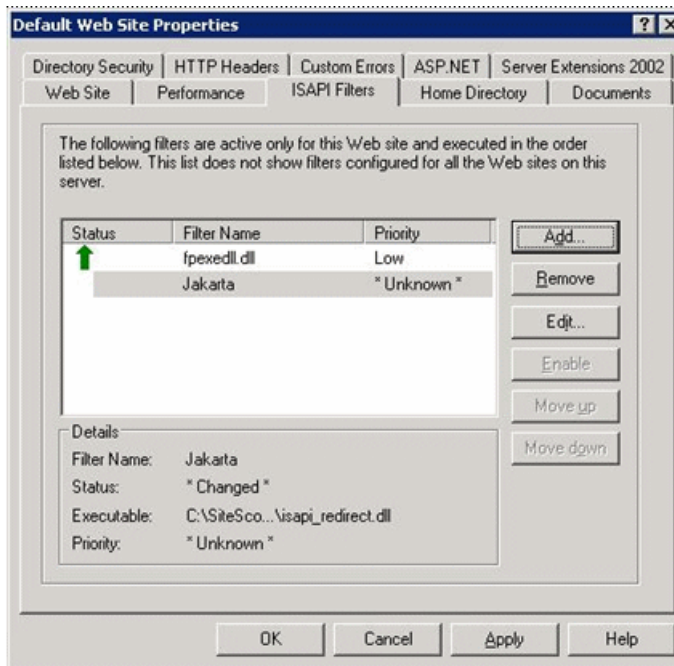 Default Web Site Properties
Directory Security HTTP Headers Custom Errors ASP.NET Server Extensions 2002
Web Site Performance ISAPI Filters Home Directory Documents
The following filters are active only for this Web site and executed in the order
listed below. This list does not show filters configured for all the Web sites on this
server.
Status Filter Name Priority
fpexedll.dll Low
Jakarta * Unknown *
Add...
Remove
Edit...
Enable
Move up
Move down
Details
Filter Name: Jakarta
Status: * Changed *
Executable: C:\SiteSco...\isapi_redirect.dll
Priority: * Unknown *
OK Cancel Apply Help